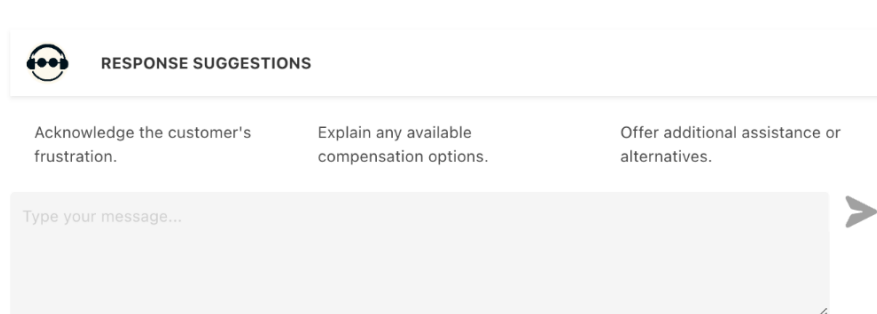 RESPONSE SUGGESTIONS
Acknowledge the customer's
frustration.
Explain any available
compensation options.
Offer additional assistance or
alternatives.
Type your message...